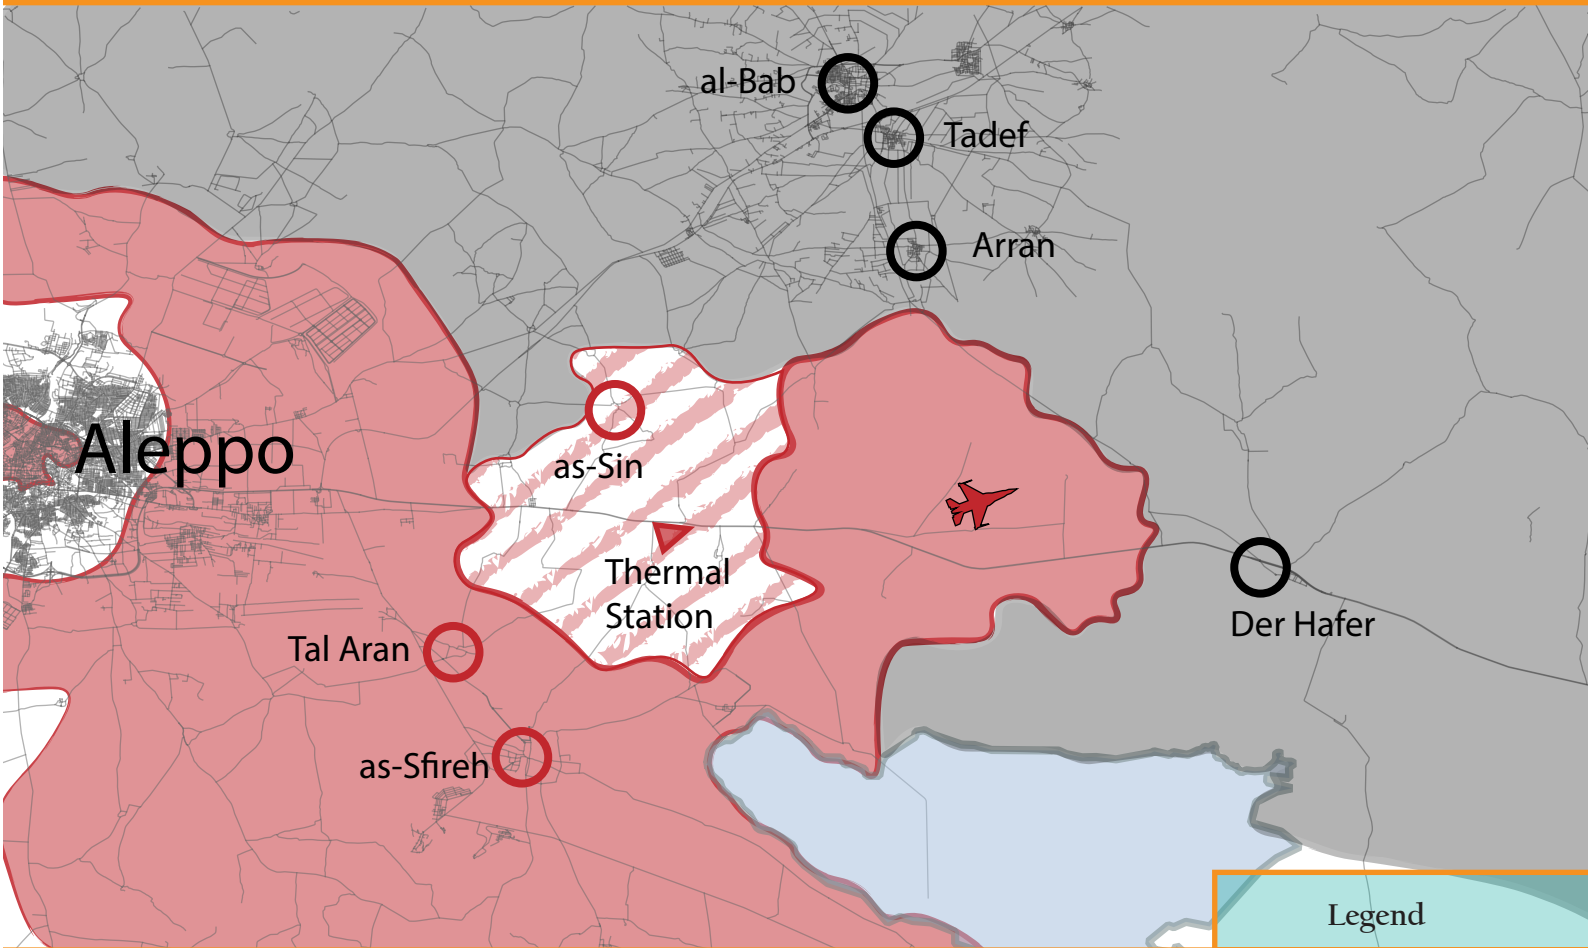 al-Bab
Tadef
Arran
Aleppo
as-Sin
Thermal
Station
Der Hafer
Tal Aran
as-Sfireh
Legend